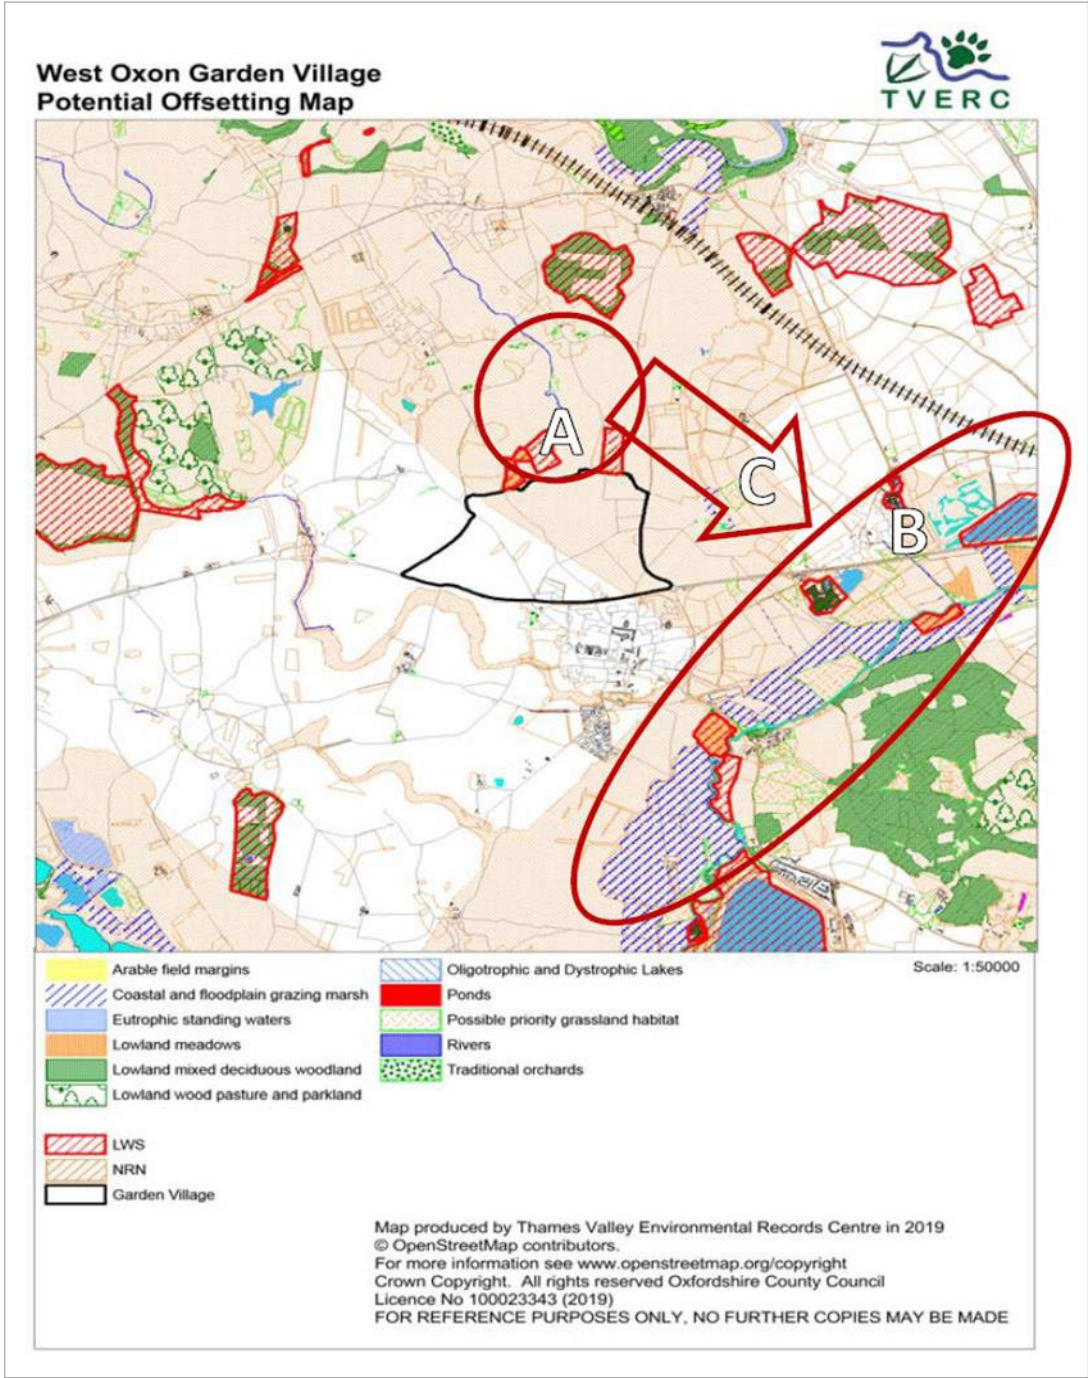 West Oxon Garden Village
Potential Offsetting Map
TVERC
A
C
B
Arable field margins
Coastal and floodplain grazing marsh
Eutrophic standing waters
Lowland meadows
Lowland mixed deciduous woodland
Lowland wood pasture and parkland
Oligotrophic and Dystrophic Lakes
Ponds
Possible priority grassland habitat
Rivers
Traditional orchards
Scale: 1:50000
LWS
NRN
Garden Village
Map produced by Thames Valley Environmental Records Centre in 2019
© OpenStreetMap contributors.
For more information see www.openstreetmap.org/copyright
Crown Copyright. All rights reserved Oxfordshire County Council
Licence No 100023343 (2019)
FOR REFERENCE PURPOSES ONLY, NO FURTHER COPIES MAY BE MADE